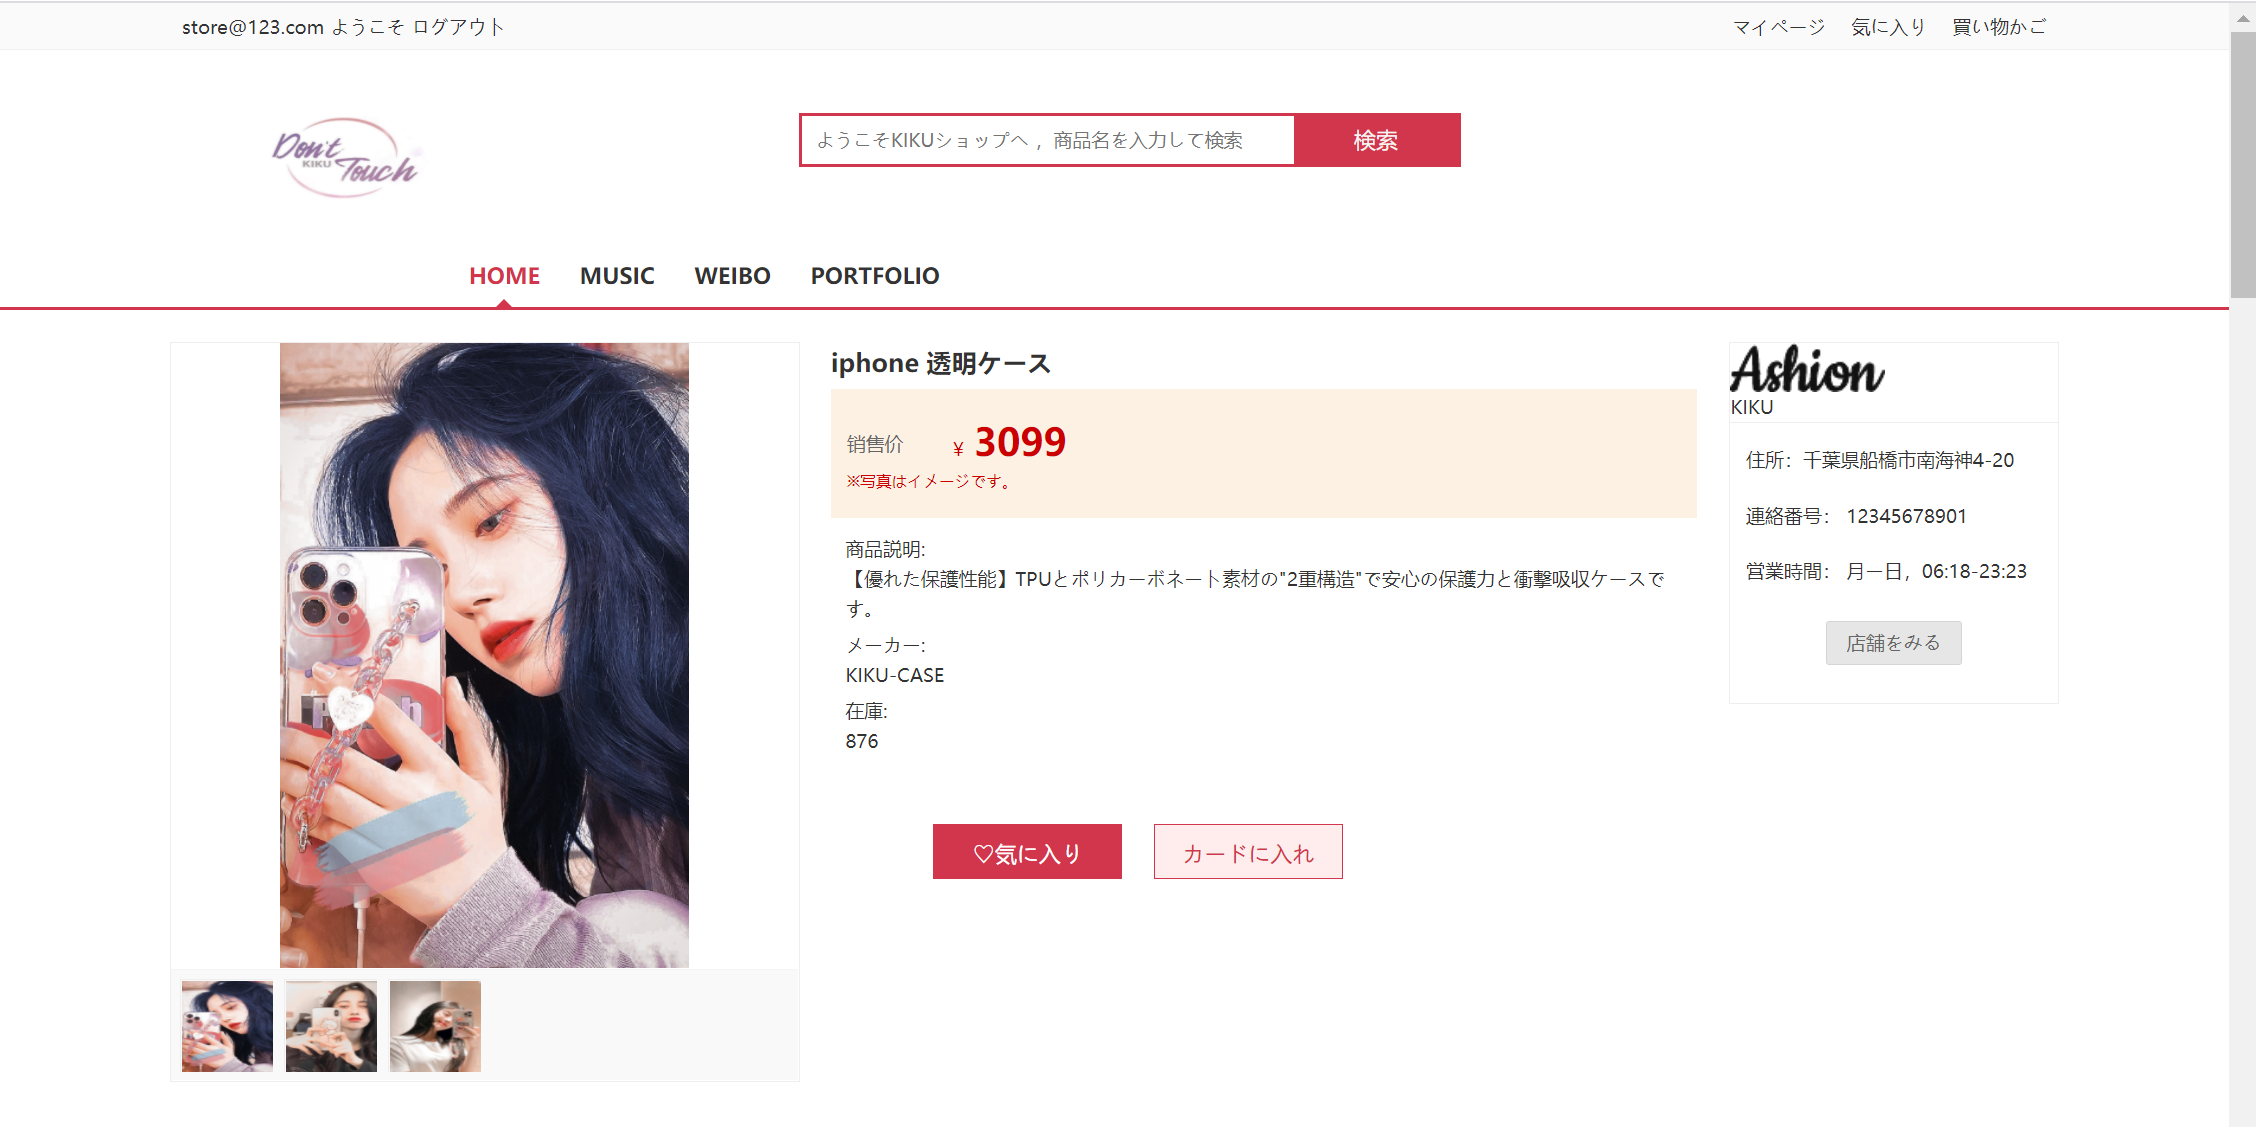 store@123.com ようこそ ログアウト
マイページ 気に入り 買い物かご
Don't
KIKU
Touch
ようこそKIKUショップへ ，商品名を入力して検索
検索
HOME MUSIC WEIBO PORTFOLIO
iphone 透明ケース
销售价 ￥ 3099
※写真はイメージです。
商品説明:
【優れた保護性能】TPUとポリカーボネート素材の"2重構造"で安心の保護力と衝撃吸収ケースで
す。
メーカー:
KIKU-CASE
在庫:
876
♡気に入り
カードに入れ
Ashion
KIKU
住所：千葉県船橋市南海神4-20
連絡番号： 12345678901
営業時間： 月一日，06:18-23:23
店舗をみる